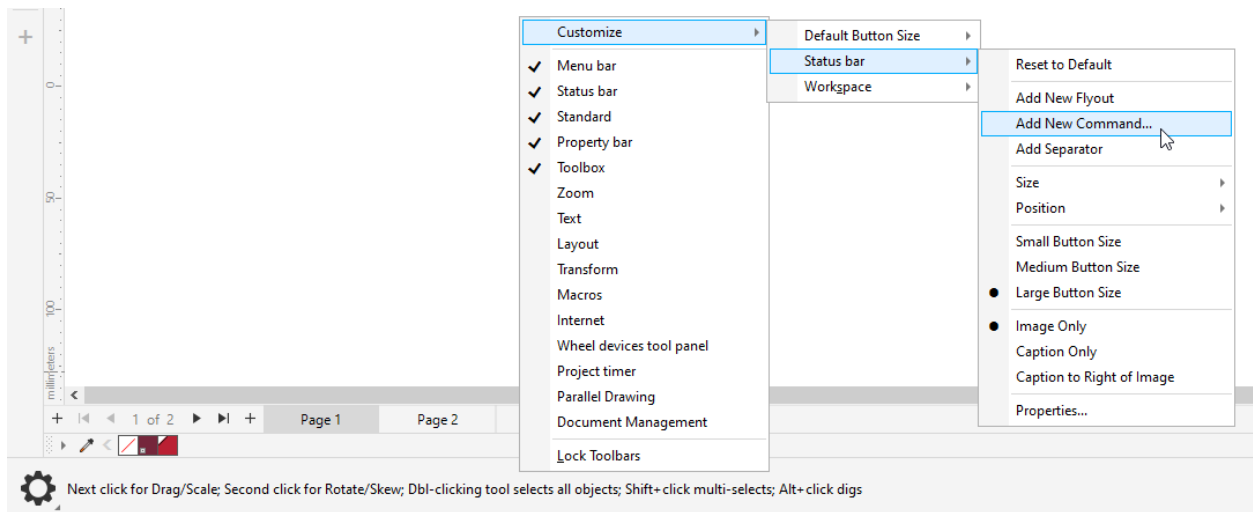 Customize
Menu bar
Status bar
Standard
Property bar
Toolbox
Zoom
Text
Layout
Transform
Macros
Internet
Wheel devices tool panel
Project timer
Parallel Drawing
Document Management
Lock Toolbars
Default Button Size
Status bar
Workspace
Reset to Default
Add New Flyout
Add New Command...
Add Separator
Size
Position
Small Button Size
Medium Button Size
Large Button Size
Image Only
Caption Only
Caption to Right of Image
Properties...
0
50
100
millimeters
1 of 2
Page 1
Page 2
Next click for Drag/Scale; Second click for Rotate/Skew; Dbl-clicking tool selects all objects; Shift+click multi-selects; Alt+click digs